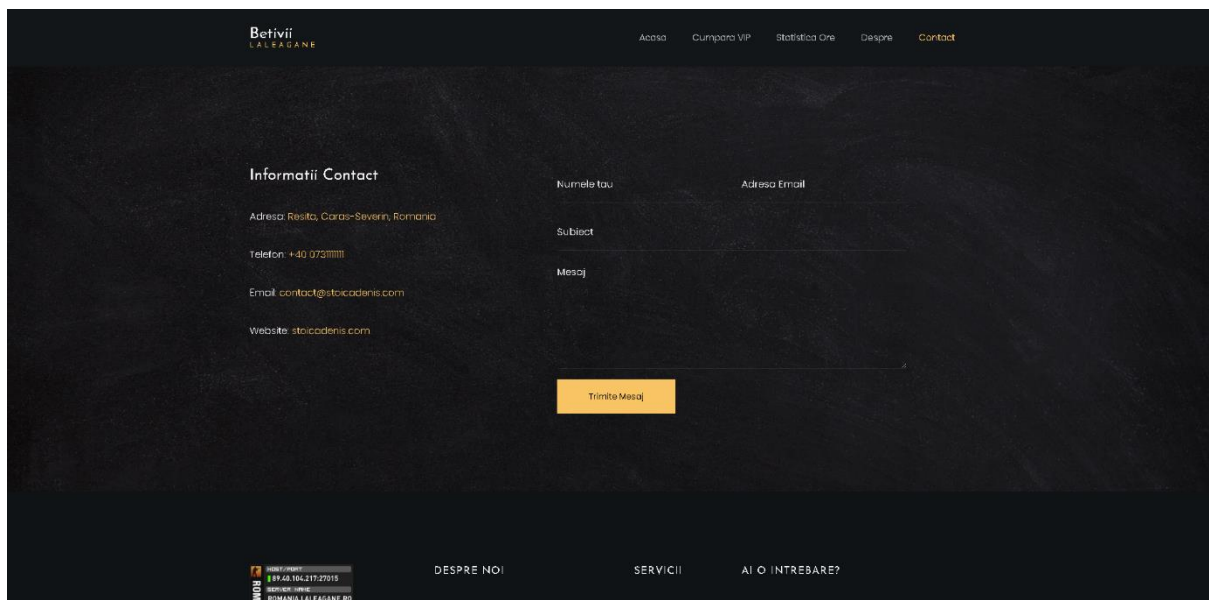 Betivii
LALEAGANE
Acasa Cumpara VIP Statistica Ore Despre Contact
Informatii Contact
Adresa: Resita, Caras-Severin, Romania
Telefon: +40 0731111111
Email: contact@stoicadenis.com
Website: stoicadenis.com
Numele tau Adresa Email
Subiect
Mesaj
Trimite Mesaj
HOST/PORT
89.40.104.217:27015
SERVER NAME
ROMANIA.LALEAGANE.RO
DESPRE NOI
SERVICII
AI O INTREBARE?